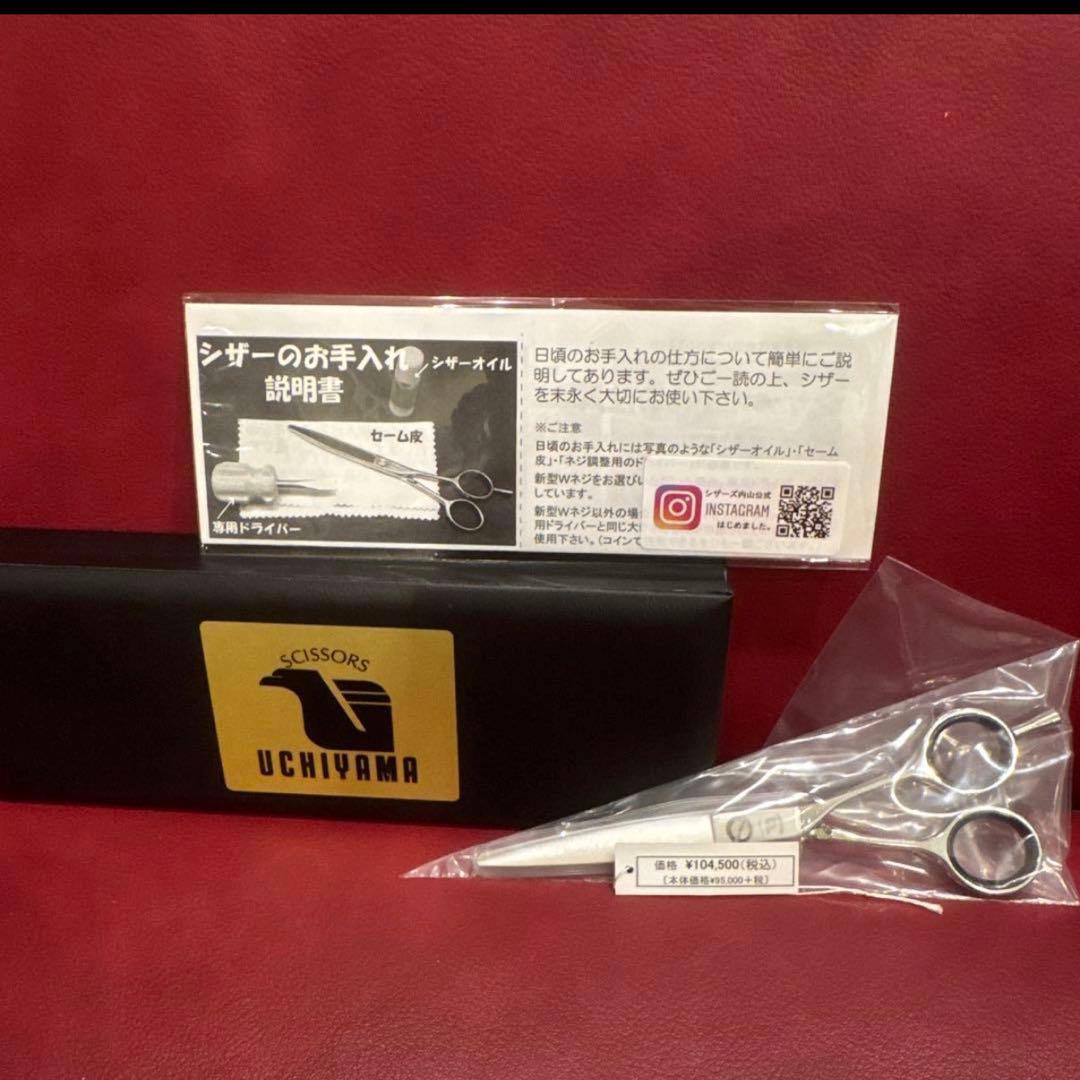 シザーのお手入れ
説明書
シザーオイル
セーム皮
専用ドライバー
日頃のお手入れの仕方について簡単にご説
明してあります。ぜひご一読の上、シザー
を末永く大切にお使い下さい。
※ご注意
日頃のお手入れには写真のような「シザーオイル」・「セーム
皮」・「ネジ調整用のド
新型Wネジをお選び
しています。
新型Wネジ以外の場
用ドライバーと同じ大
使用下さい。(コインで
シザーズ内山公式
INSTAGRAM
はじめました。
SCISSORS
UCHIYAMA
価格 ¥104,500(税込)
〔本体価格¥95,000+税〕